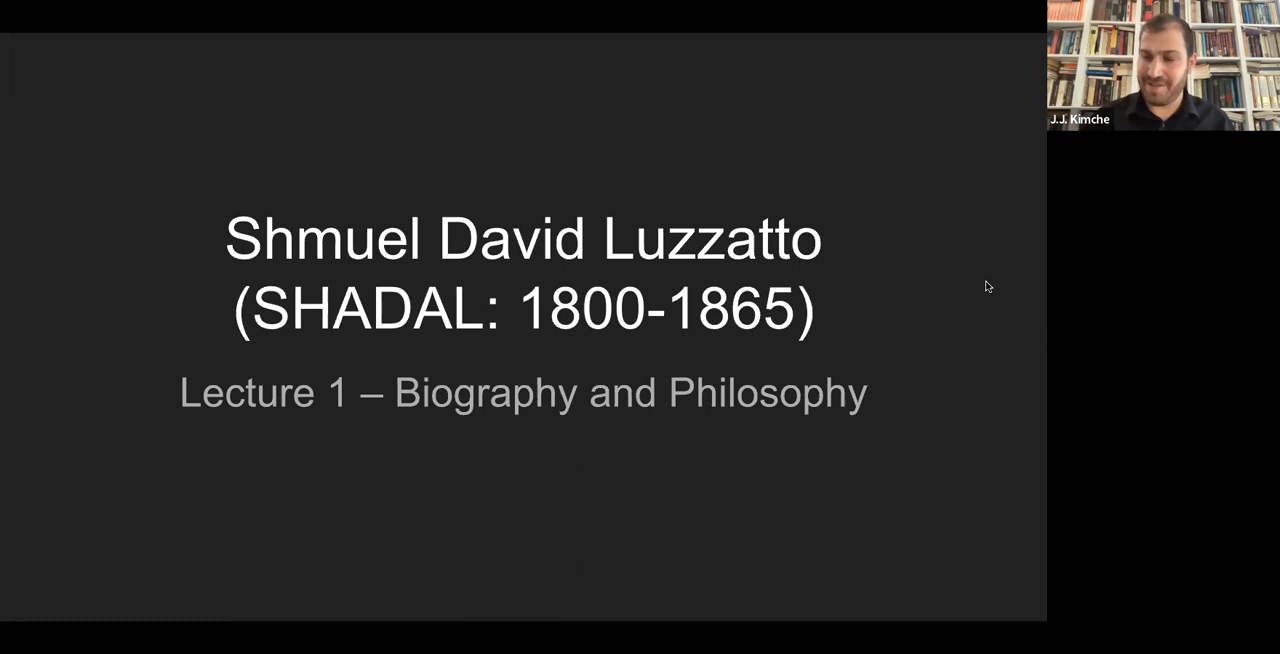 Shmuel David Luzzatto
(SHADAL: 1800-1865)
Lecture 1 – Biography and Philosophy
J.J. Kimche